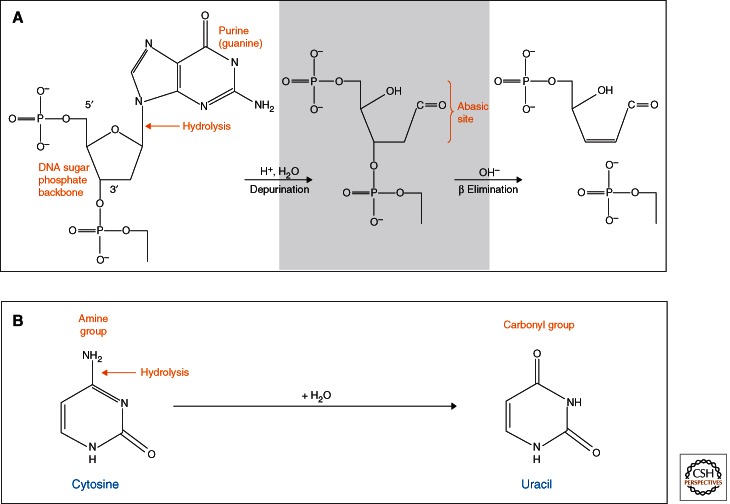 A
Purine
(guanine)
O
N
N
N
N
NH2
Hydrolysis
5′
O
O
O−
O=P—O
O−
DNA sugar
phosphate
backbone
3′
O
O=P—O
O−
H+, H2O
Depurination
O−
O=P—O
O−
OH
C=O
Abasic
site
O
O−
O=P—O
O−
OH−
β Elimination
O−
O=P—O
O−
OH
C=O
O−
O=P—O
O−
B
Amine
group
NH2
Hydrolysis
N
N
H
O
Cytosine
+ H2O
Carbonyl group
O
NH
N
H
O
Uracil
CSH
PERSPECTIVES